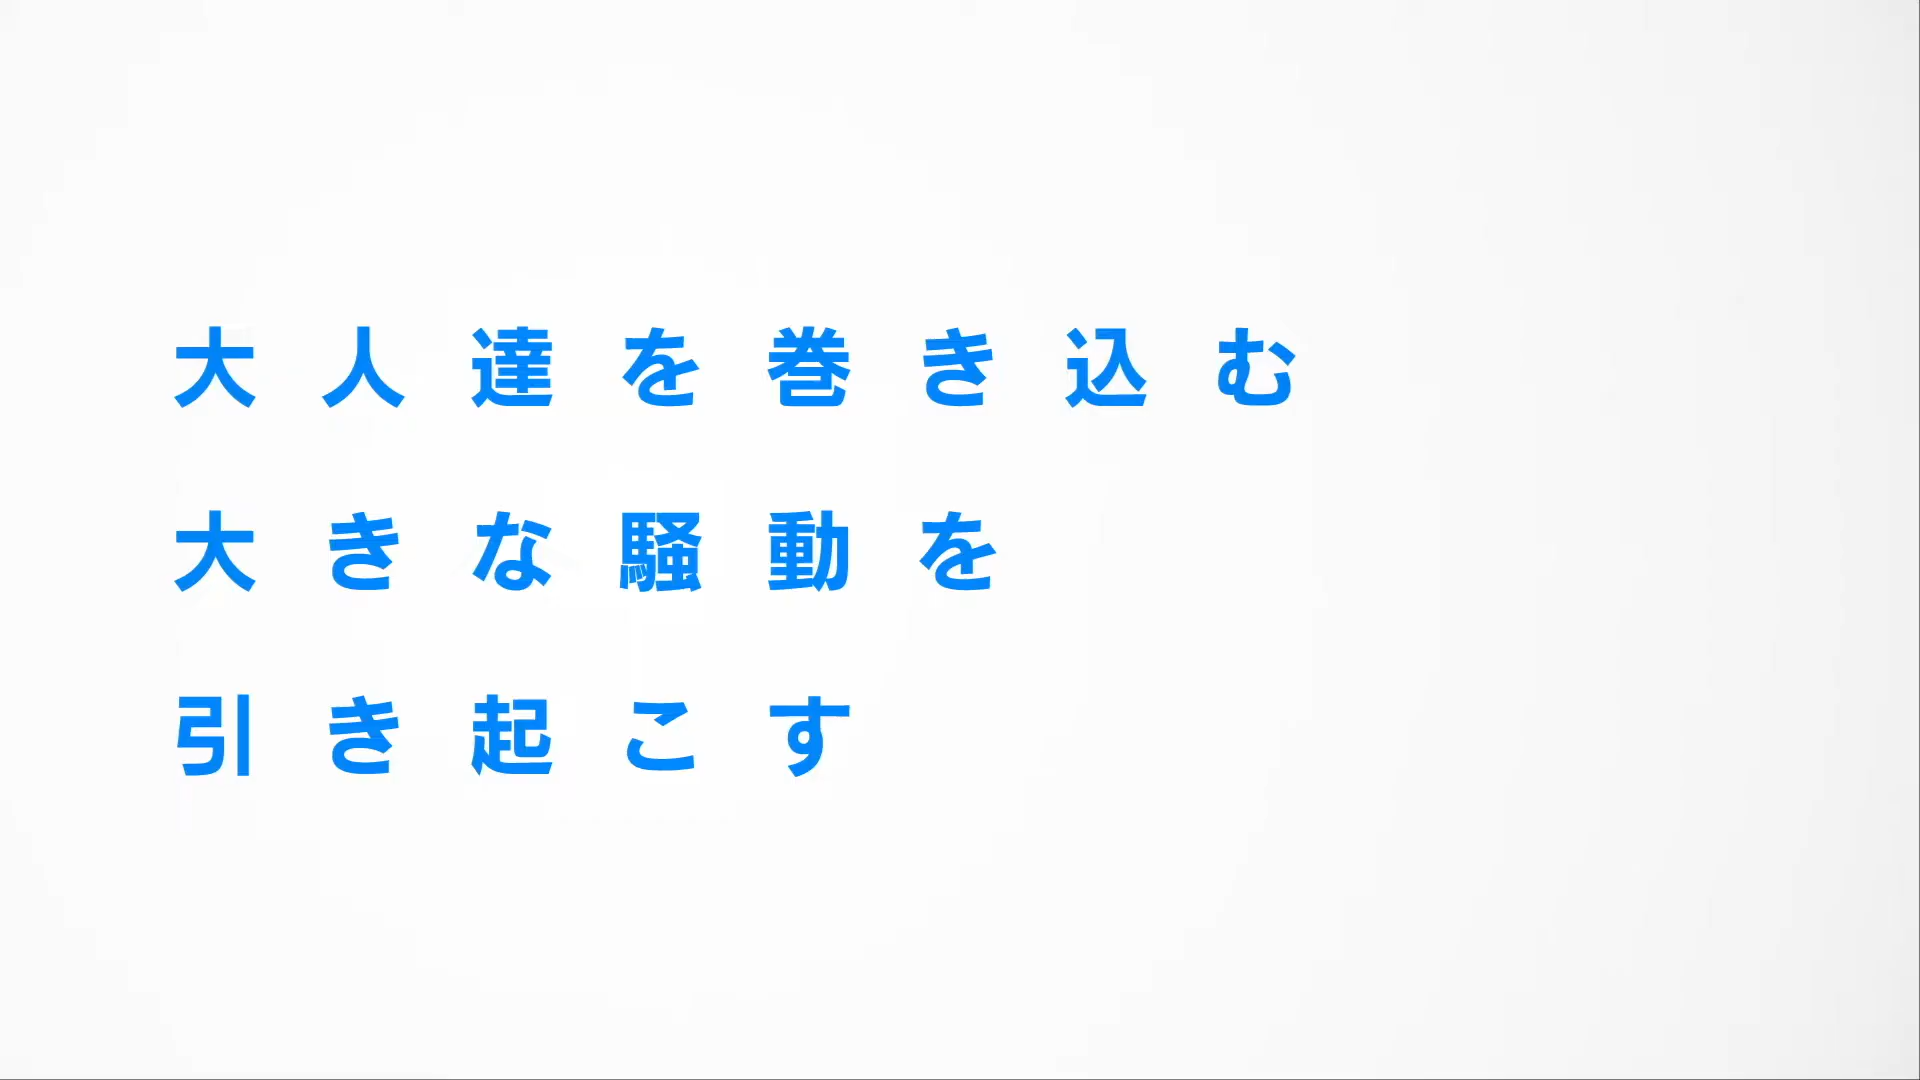 大人達を巻き込む
大きな騒動を
引き起こす